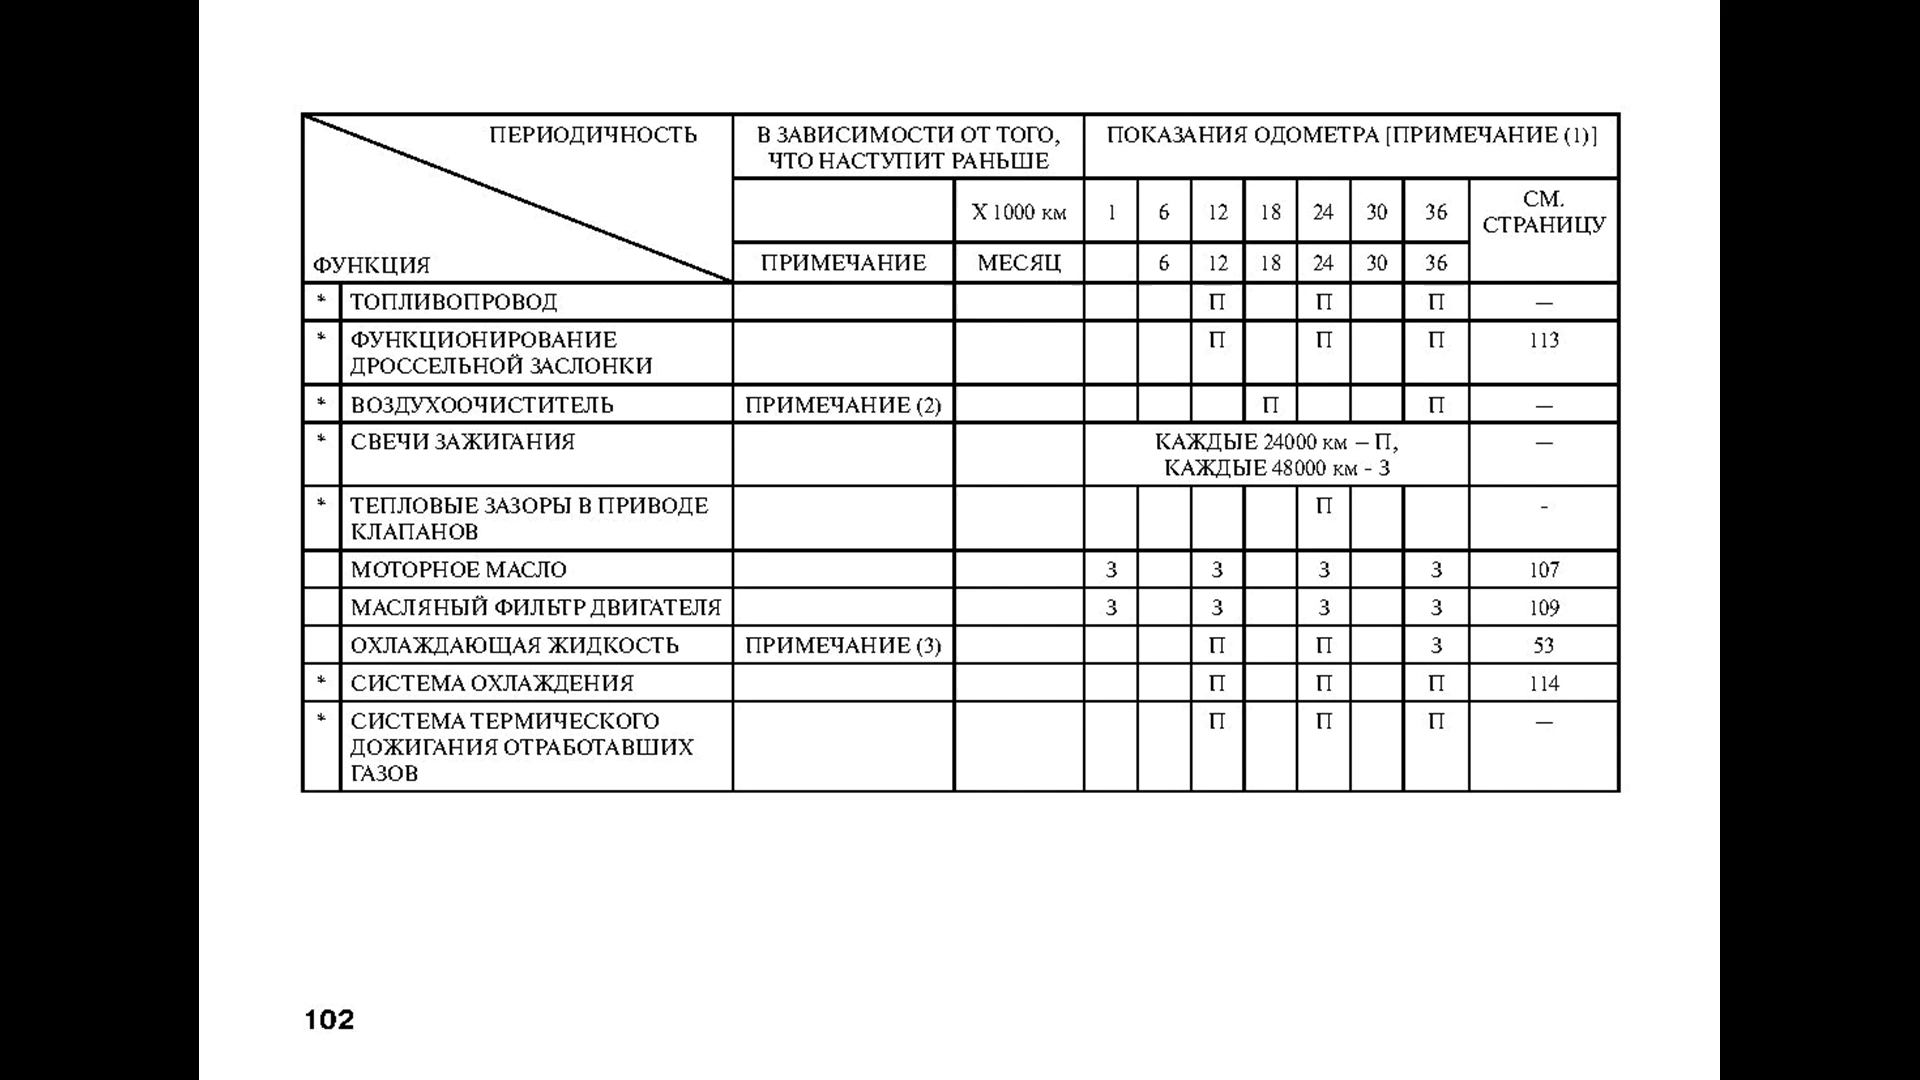 ПЕРИОДИЧНОСТЬ
В ЗАВИСИМОСТИ ОТ ТОГО,
ЧТО НАСТУПИТ РАНЬШЕ
ПОКАЗАНИЯ ОДОМЕТРА [ПРИМЕЧАНИЕ (1)]
Х 1000 км 1 6 12 18 24 30 36
СМ.
СТРАНИЦУ
ФУНКЦИЯ
ПРИМЕЧАНИЕ МЕСЯЦ 6 12 18 24 30 36
* ТОПЛИВОПРОВОД П П П —
* ФУНКЦИОНИРОВАНИЕ П П П 113
ДРОССЕЛЬНОЙ ЗАСЛОНКИ
* ВОЗДУХООЧИСТИТЕЛЬ ПРИМЕЧАНИЕ (2) П П —
* СВЕЧИ ЗАЖИГАНИЯ КАЖДЫЕ 24000 км – П, —
КАЖДЫЕ 48000 км - З
* ТЕПЛОВЫЕ ЗАЗОРЫ В ПРИВОДЕ П -
КЛАПАНОВ
МОТОРНОЕ МАСЛО З З З З 107
МАСЛЯНЫЙ ФИЛЬТР ДВИГАТЕЛЯ З З З З 109
ОХЛАЖДАЮЩАЯ ЖИДКОСТЬ ПРИМЕЧАНИЕ (3) П П З 53
* СИСТЕМА ОХЛАЖДЕНИЯ П П П 114
* СИСТЕМА ТЕРМИЧЕСКОГО П П П —
ДОЖИГАНИЯ ОТРАБОТАВШИХ
ГАЗОВ
102